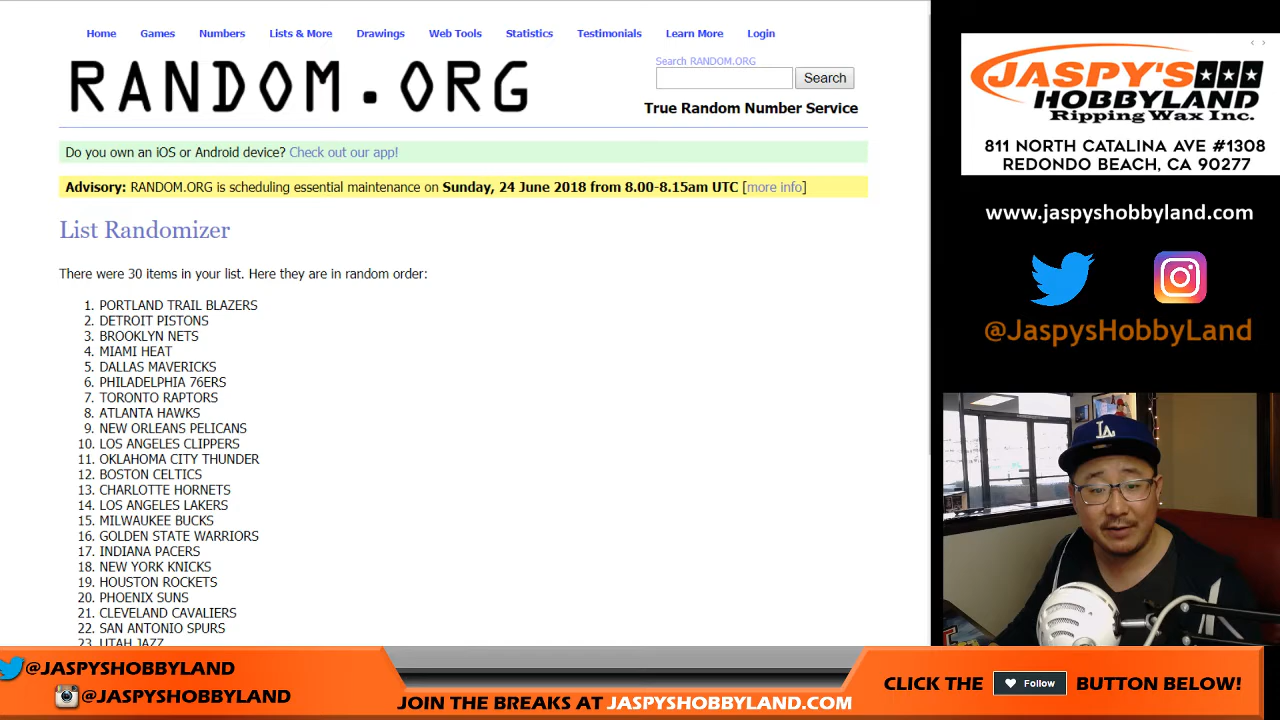 Home Games Numbers Lists & More Drawings Web Tools Statistics Testimonials Learn More Login
RANDOM.ORG
Search RANDOM.ORG
Search
True Random Number Service
Do you own an iOS or Android device? Check out our app!
Advisory: RANDOM.ORG is scheduling essential maintenance on Sunday, 24 June 2018 from 8.00-8.15am UTC [more info]
List Randomizer
There were 30 items in your list. Here they are in random order:
1. PORTLAND TRAIL BLAZERS
2. DETROIT PISTONS
3. BROOKLYN NETS
4. MIAMI HEAT
5. DALLAS MAVERICKS
6. PHILADELPHIA 76ERS
7. TORONTO RAPTORS
8. ATLANTA HAWKS
9. NEW ORLEANS PELICANS
10. LOS ANGELES CLIPPERS
11. OKLAHOMA CITY THUNDER
12. BOSTON CELTICS
13. CHARLOTTE HORNETS
14. LOS ANGELES LAKERS
15. MILWAUKEE BUCKS
16. GOLDEN STATE WARRIORS
17. INDIANA PACERS
18. NEW YORK KNICKS
19. HOUSTON ROCKETS
20. PHOENIX SUNS
21. CLEVELAND CAVALIERS
22. SAN ANTONIO SPURS
23. UTAH JAZZ
JASPY'S
HOBBYLAND
Ripping Wax Inc.
811 NORTH CATALINA AVE #1308
REDONDO BEACH, CA 90277
www.jaspyshobbyland.com
@JaspysHobbyLand
LA
@JASPYSHOBBYLAND
@JASPYSHOBBYLAND
JOIN THE BREAKS AT JASPYSHOBBYLAND.COM
CLICK THE Follow BUTTON BELOW!